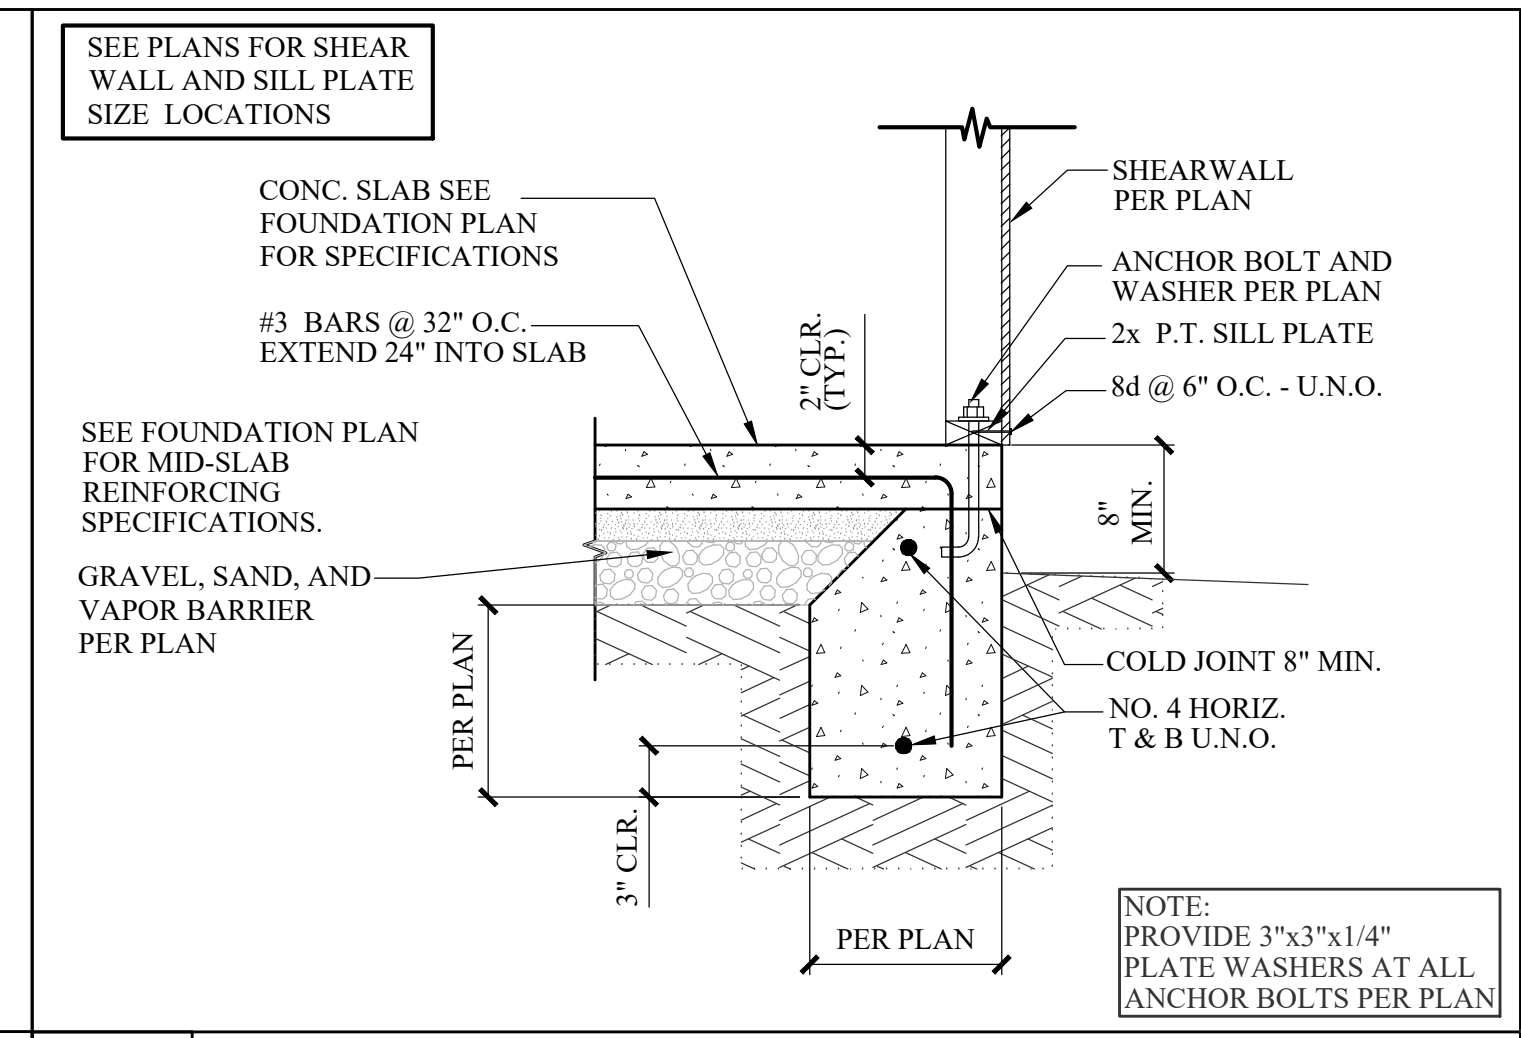 SEE PLANS FOR SHEAR
WALL AND SILL PLATE
SIZE LOCATIONS
CONC. SLAB SEE
FOUNDATION PLAN
FOR SPECIFICATIONS
#3 BARS @ 32" O.C.
EXTEND 24" INTO SLAB
SEE FOUNDATION PLAN
FOR MID-SLAB
REINFORCING
SPECIFICATIONS.
GRAVEL, SAND, AND
VAPOR BARRIER
PER PLAN
2" CLR.
(TYP.)
SHEARWALL
PER PLAN
ANCHOR BOLT AND
WASHER PER PLAN
2x P.T. SILL PLATE
8d @ 6" O.C. - U.N.O.
8"
MIN.
COLD JOINT 8" MIN.
NO. 4 HORIZ.
T & B U.N.O.
PER PLAN
3" CLR.
PER PLAN
NOTE:
PROVIDE 3"x3"x1/4"
PLATE WASHERS AT ALL
ANCHOR BOLTS PER PLAN